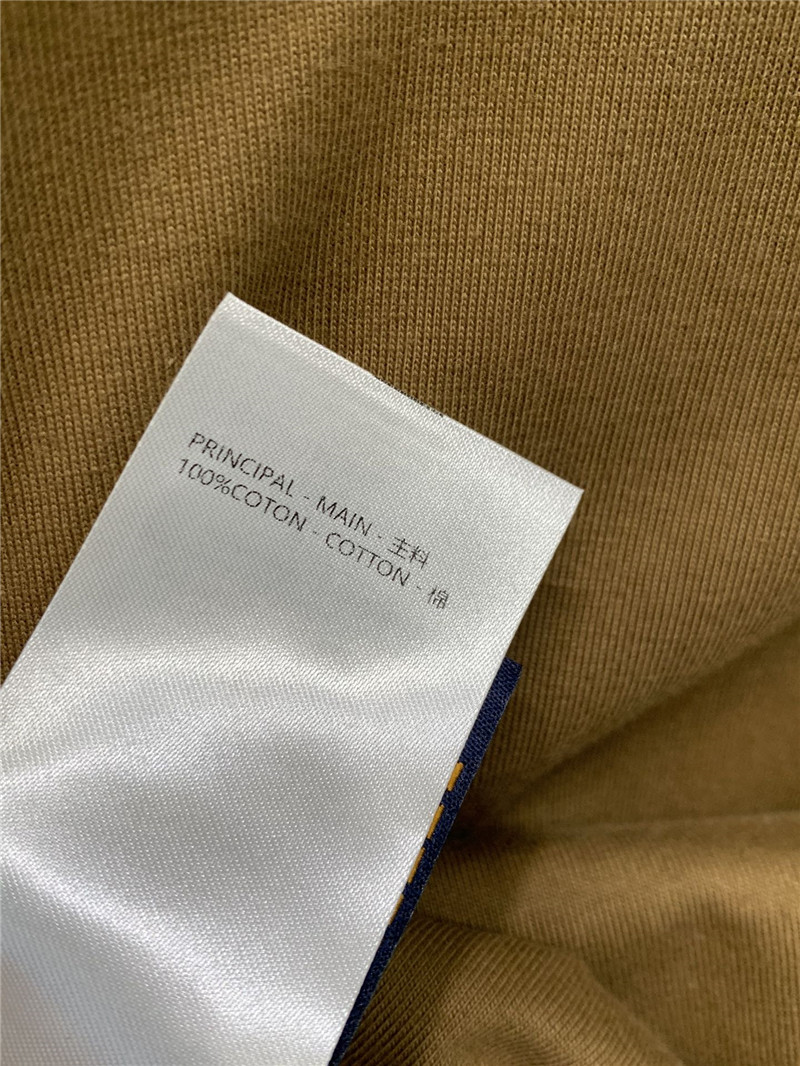 PRINCIPAL - MAIN - 主料
100%COTON - COTTON - 棉